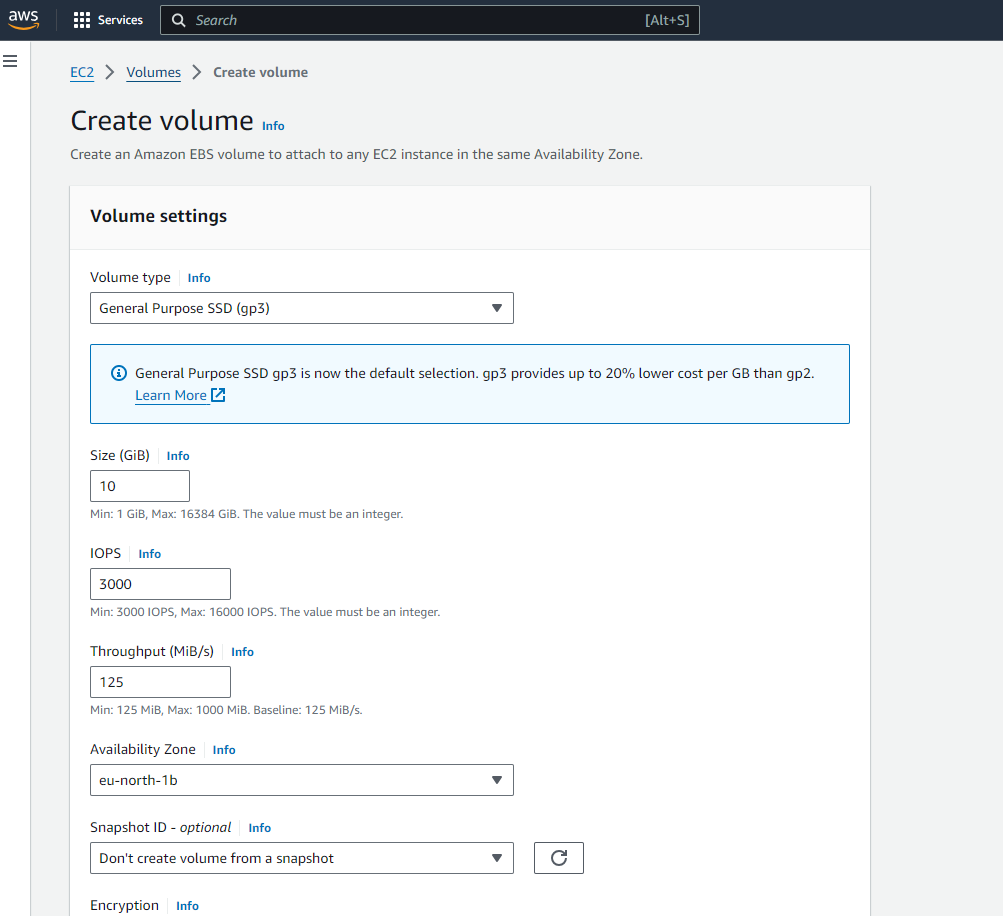 aws Services Search [Alt+S]
EC2 Volumes Create volume
Create volume Info
Create an Amazon EBS volume to attach to any EC2 instance in the same Availability Zone.
Volume settings
Volume type Info
General Purpose SSD (gp3)
General Purpose SSD gp3 is now the default selection. gp3 provides up to 20% lower cost per GB than gp2.
Learn More
Size (GiB) Info
10
Min: 1 GiB, Max: 16384 GiB. The value must be an integer.
IOPS Info
3000
Min: 3000 IOPS, Max: 16000 IOPS. The value must be an integer.
Throughput (MiB/s) Info
125
Min: 125 MiB, Max: 1000 MiB. Baseline: 125 MiB/s.
Availability Zone Info
eu-north-1b
Snapshot ID - optional Info
Don't create volume from a snapshot
Encryption Info